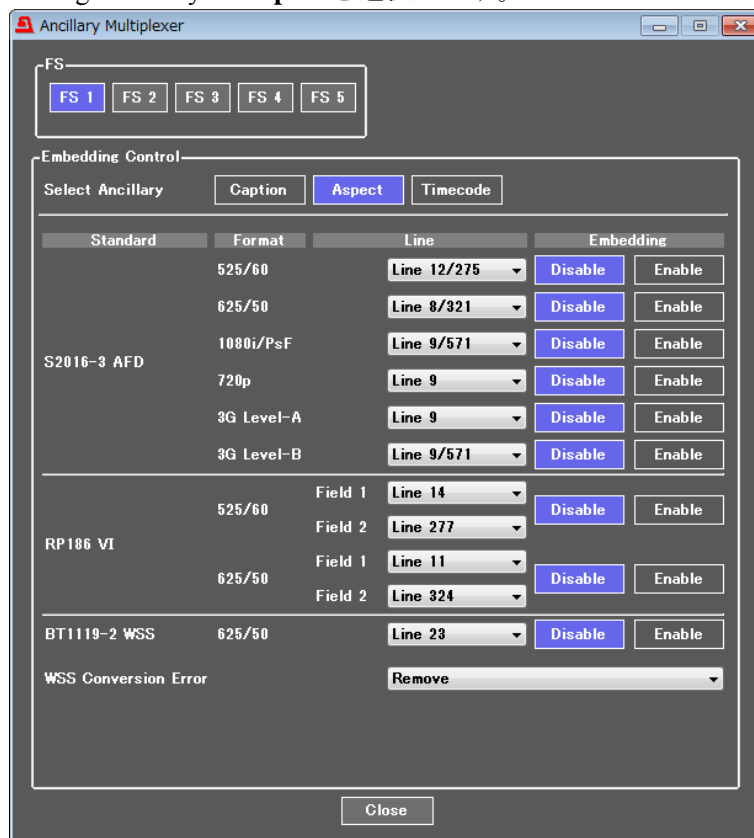 Ancillary Multiplexer
FS
FS 1 FS 2 FS 3 FS 4 FS 5
Embedding Control
Select Ancillary Caption Aspect Timecode
Standard Format Line Embedding
525/60 Line 12/275 Disable Enable
625/50 Line 8/321 Disable Enable
1080i/PsF Line 9/571 Disable Enable
S2016-3 AFD
720p Line 9 Disable Enable
3G Level-A Line 9 Disable Enable
3G Level-B Line 9/571 Disable Enable
Field 1 Line 14
525/60 Disable Enable
Field 2 Line 277
RP186 VI
Field 1 Line 11
625/50 Disable Enable
Field 2 Line 324
BT1119-2 WSS 625/50 Line 23 Disable Enable
WSS Conversion Error Remove
Close